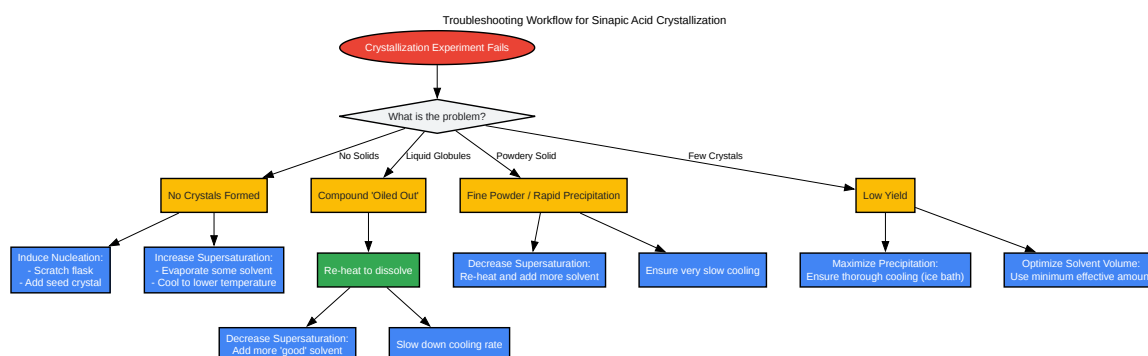 Troubleshooting Workflow for Sinapic Acid Crystallization
Crystallization Experiment Fails
What is the problem?
No Solids
Liquid Globules
Powdery Solid
Few Crystals
No Crystals Formed
Compound 'Oiled Out'
Fine Powder / Rapid Precipitation
Low Yield
Induce Nucleation:
- Scratch flask
- Add seed crystal
Increase Supersaturation:
- Evaporate some solvent
- Cool to lower temperature
Re-heat to dissolve
Decrease Supersaturation:
Re-heat and add more solvent
Ensure very slow cooling
Maximize Precipitation:
Ensure thorough cooling (ice bath)
Optimize Solvent Volume:
Use minimum effective amount
Decrease Supersaturation:
Add more 'good' solvent
Slow down cooling rate